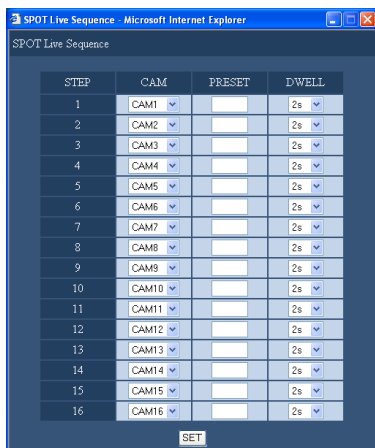 SPOT Live Sequence - Microsoft Internet Explorer
SPOT Live Sequence
STEP CAM PRESET DWELL
1 CAM1 2s
2 CAM2 2s
3 CAM3 2s
4 CAM4 2s
5 CAM5 2s
6 CAM6 2s
7 CAM7 2s
8 CAM8 2s
9 CAM9 2s
10 CAM10 2s
11 CAM11 2s
12 CAM12 2s
13 CAM13 2s
14 CAM14 2s
15 CAM15 2s
16 CAM16 2s
SET